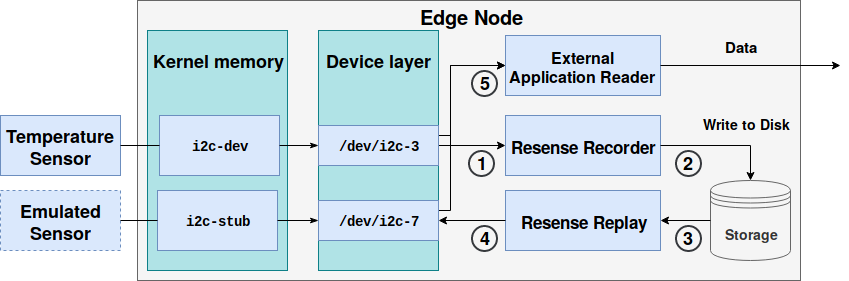 Edge Node
Kernel memory
Device layer
External
Application Reader
Data
5
Temperature
Sensor
i2c-dev
/dev/i2c-3
1
Resense Recorder
2
Write to Disk
Emulated
Sensor
i2c-stub
/dev/i2c-7
4
Resense Replay
3
Storage